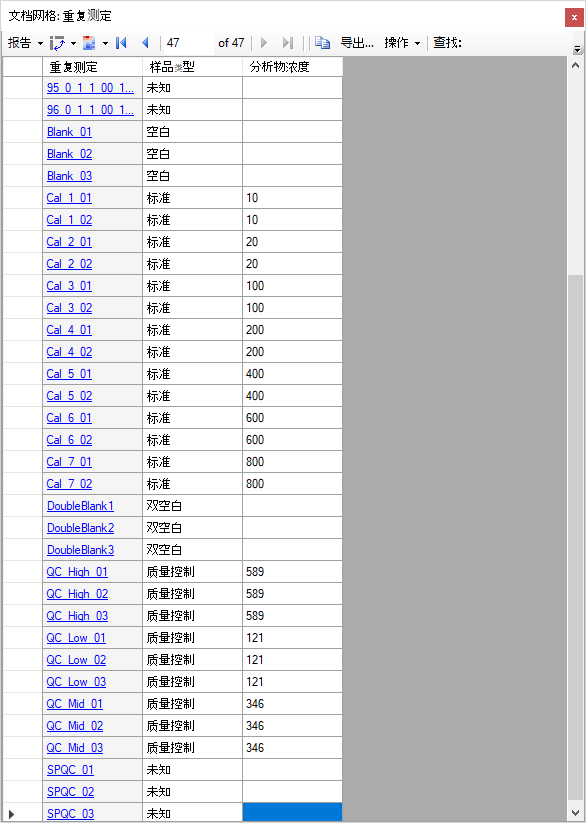 文档网格: 重复测定
报告 47 of 47 导出... 操作 查找:
重复测定 样品类型 分析物浓度
95_0_1_1_00_1... 未知
96_0_1_1_00_1... 未知
Blank_01 空白
Blank_02 空白
Blank_03 空白
Cal_1_01 标准 10
Cal_1_02 标准 10
Cal_2_01 标准 20
Cal_2_02 标准 20
Cal_3_01 标准 100
Cal_3_02 标准 100
Cal_4_01 标准 200
Cal_4_02 标准 200
Cal_5_01 标准 400
Cal_5_02 标准 400
Cal_6_01 标准 600
Cal_6_02 标准 600
Cal_7_01 标准 800
Cal_7_02 标准 800
DoubleBlank1 双空白
DoubleBlank2 双空白
DoubleBlank3 双空白
QC_High_01 质量控制 589
QC_High_02 质量控制 589
QC_High_03 质量控制 589
QC_Low_01 质量控制 121
QC_Low_02 质量控制 121
QC_Low_03 质量控制 121
QC_Mid_01 质量控制 346
QC_Mid_02 质量控制 346
QC_Mid_03 质量控制 346
SPQC_01 未知
SPQC_02 未知
SPQC_03 未知